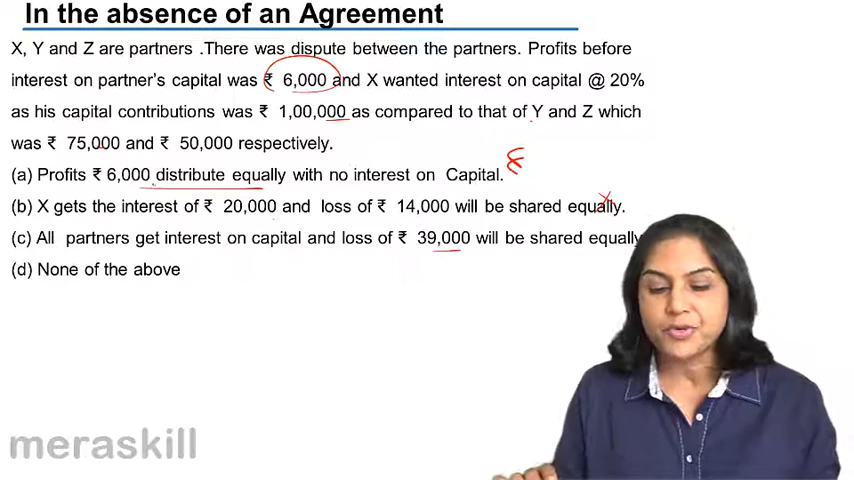 In the absence of an Agreement
X, Y and Z are partners .There was dispute between the partners. Profits before
interest on partner's capital was ₹ 6,000 and X wanted interest on capital @ 20%
as his capital contributions was ₹ 1,00,000 as compared to that of Y and Z which
was ₹ 75,000 and ₹ 50,000 respectively.
(a) Profits ₹ 6,000 distribute equally with no interest on Capital.
(b) X gets the interest of ₹ 20,000 and loss of ₹ 14,000 will be shared equally.
(c) All partners get interest on capital and loss of ₹ 39,000 will be shared equally
(d) None of the above
meraskill